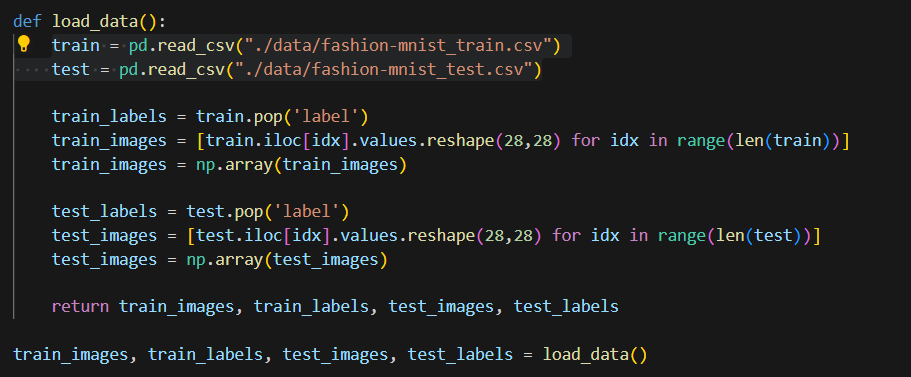 def load_data():
    train = pd.read_csv("./data/fashion-mnist_train.csv")
    test = pd.read_csv("./data/fashion-mnist_test.csv")
    train_labels = train.pop('label')
    train_images = [train.iloc[idx].values.reshape(28,28) for idx in range(len(train))]
    train_images = np.array(train_images)
    test_labels = test.pop('label')
    test_images = [test.iloc[idx].values.reshape(28,28) for idx in range(len(test))]
    test_images = np.array(test_images)
    return train_images, train_labels, test_images, test_labels
train_images, train_labels, test_images, test_labels = load_data()